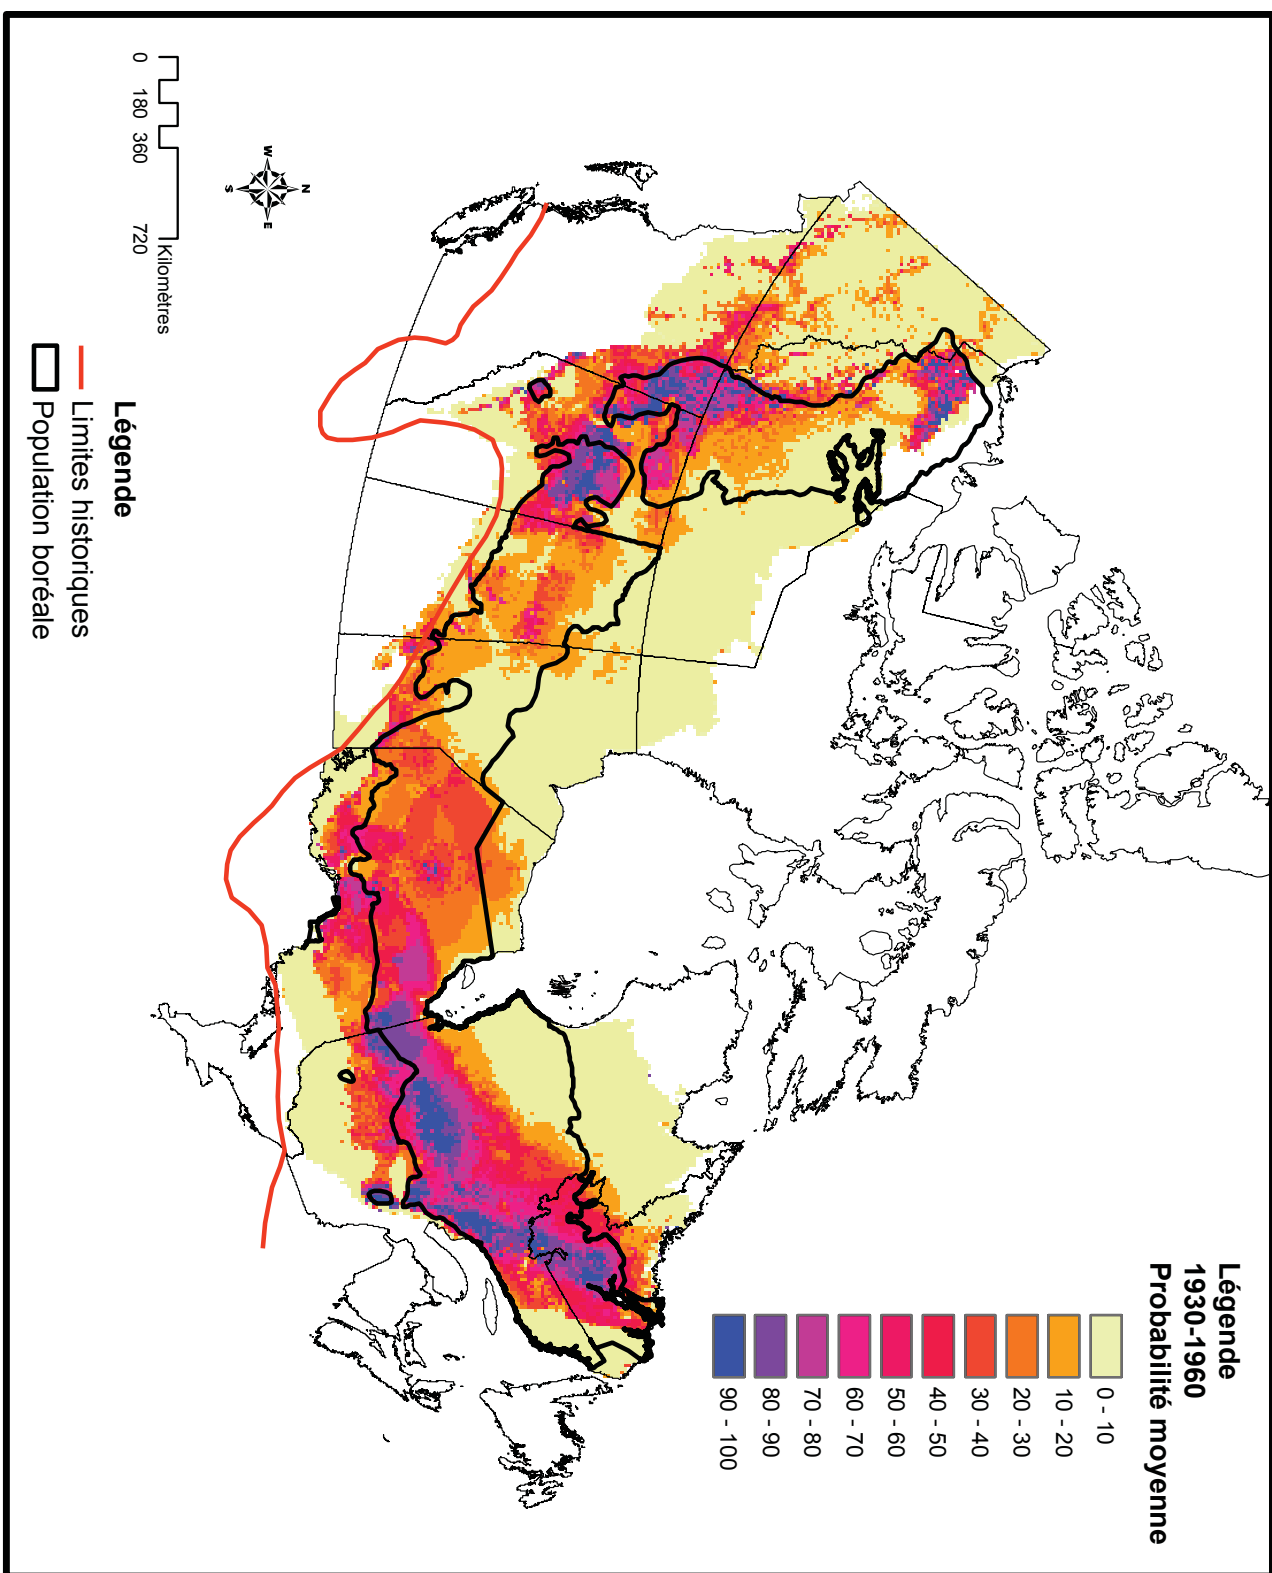 Légende
1930-1960
Probabilité moyenne
0 - 10
10 - 20
20 - 30
30 - 40
40 - 50
50 - 60
60 - 70
70 - 80
80 - 90
90 - 100
N
W
E
S
0 180 360 720
Kilomètres
Légende
Limites historiques
Population boréale